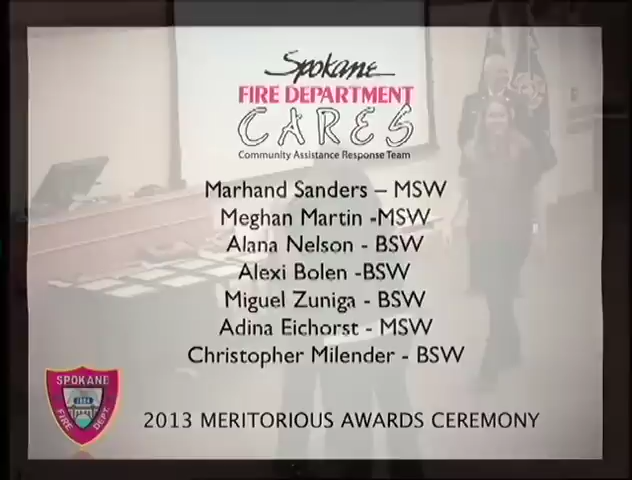 Spokane
FIRE DEPARTMENT
CARES
Community Assistance Response Team
Marhand Sanders – MSW
Meghan Martin -MSW
Alana Nelson - BSW
Alexi Bolen -BSW
Miguel Zuniga - BSW
Adina Eichorst - MSW
Christopher Milender - BSW
SPOKANE
FIRE DEPT.
2013 MERITORIOUS AWARDS CEREMONY